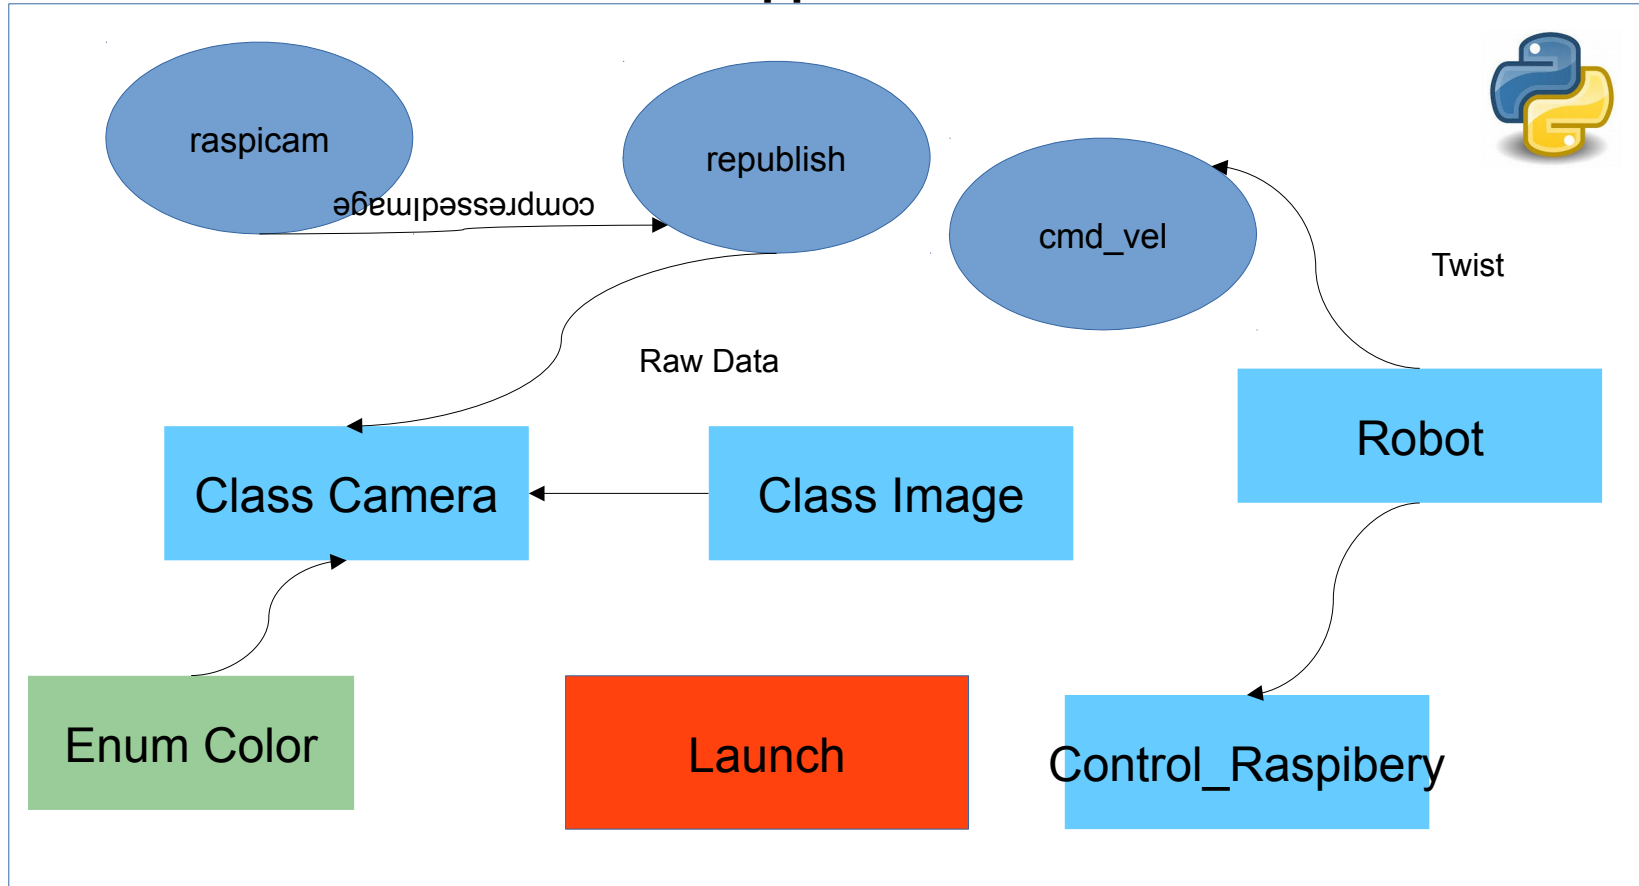 raspicam
republish
compressedImage
cmd_vel
Twist
Raw Data
Robot
Class Camera
Class Image
Enum Color
Launch
Control_Raspibery